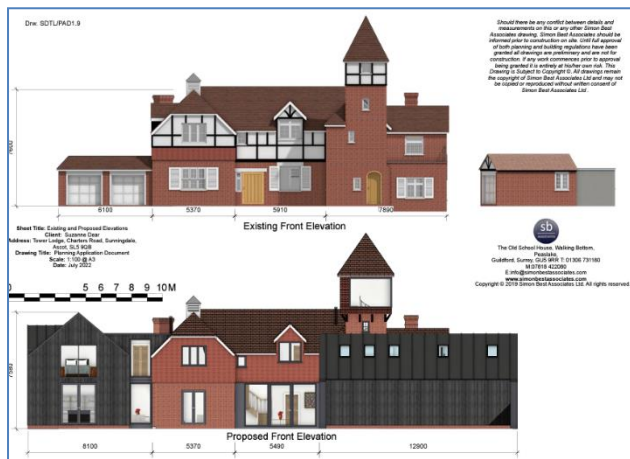 Drw: SDTL/PAD1.9
Should there be any conflict between details and
measurements on this or any other Simon Best
Associates drawing, Simon Best Associates should be
informed prior to construction on site. Until full approval
of both planning and building regulations have been
granted all drawings are preliminary and are not for
construction. If any work commences prior to approval
being granted it is entirely at his/her own risk. This
Drawing is Subject to Copyright ©. All drawings remain
the copyright of Simon Best Associates Ltd and may not
be copied or reproduced without written consent of
Simon Best Associates Ltd.
6100
5370
5910
7890
Existing Front Elevation
Sheet Title: Existing and Proposed Elevations
Client: Suzanne Dear
Address: Tower Lodge, Charters Road, Sunningdale,
Ascot, SL5 9QB
Drawing Title: Planning Application Document
Scale: 1:100 @ A3
Date: July 2022
0 5 6 7 8 9 10M
sb
The Old School House, Walking Bottom,
Peaslake,
Guildford, Surrey, GU5 9RR T: 01306 731160
M:07818 422060
E:info@simonbestassociates.com
www.simonbestassociates.com
Copyright © 2019 Simon Best Associates Ltd. All rights reserved.
Proposed Front Elevation
8100
5370
5490
12900